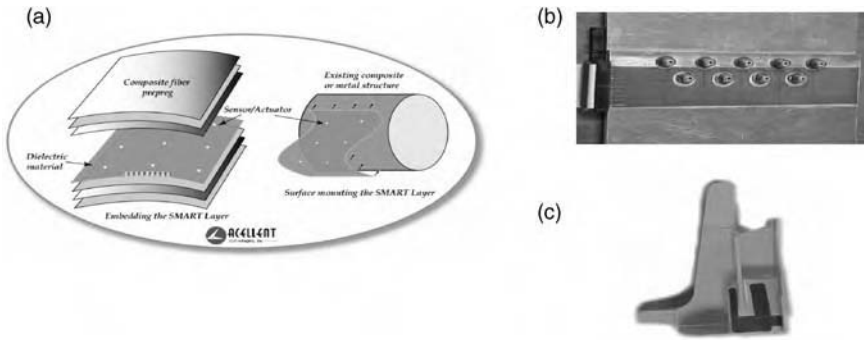 (a)
Composite fiber
prepreg
Sensor/Actuator
Dielectric
material
Embedding the SMART Layer
Existing composite
or metal structure
Surface mounting the SMART Layer
ACELLENT
(b)
(c)